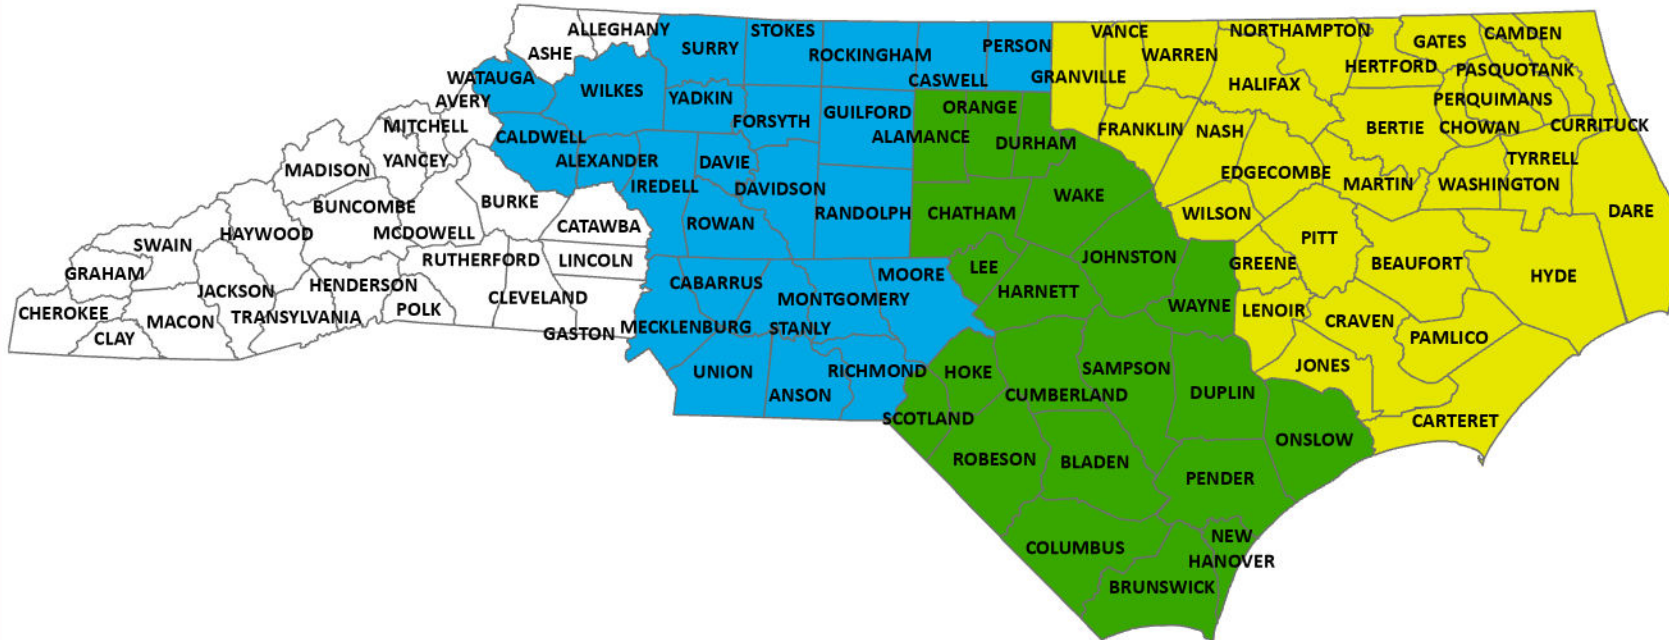 ALLEGHANY
ASHE
SURRY
STOKES
ROCKINGHAM
CASWELL
PERSON
VANCE
GRANVILLE
WARREN
NORTHAMPTON
HALIFAX
HERTFORD
GATES
CAMDEN
PASQUOTANK
PERQUIMANS
CHOWAN
CURRITUCK
WATAUGA
WILKES
YADKIN
FORSYTH
GUILFORD
ALAMANCE
ORANGE
DURHAM
FRANKLIN
NASH
BERTIE
AVERY
MITCHELL
CALDWELL
ALEXANDER
DAVIE
EDGECOMBE
MARTIN
WASHINGTON
TYRRELL
MADISON
YANCEY
IREDELL
DAVIDSON
RANDOLPH
CHATHAM
WAKE
WILSON
DARE
BUNCOMBE
MCDOWELL
BURKE
CATAWBA
ROWAN
PITT
SWAIN
HAYWOOD
RUTHERFORD
LINCOLN
LEE
JOHNSTON
GREENE
BEAUFORT
HYDE
GRAHAM
JACKSON
HENDERSON
POLK
CLEVELAND
CABARRUS
MONTGOMERY
MOORE
HARNETT
WAYNE
LENOIR
CRAVEN
PAMLICO
CHEROKEE
CLAY
MACON
TRANSYLVANIA
GASTON
MECKLENBURG
STANLY
UNION
ANSON
RICHMOND
HOKE
SCOTLAND
CUMBERLAND
SAMPSON
DUPLIN
JONES
CARTERET
ONSLOW
ROBESON
BLADEN
PENDER
COLUMBUS
NEW
HANOVER
BRUNSWICK